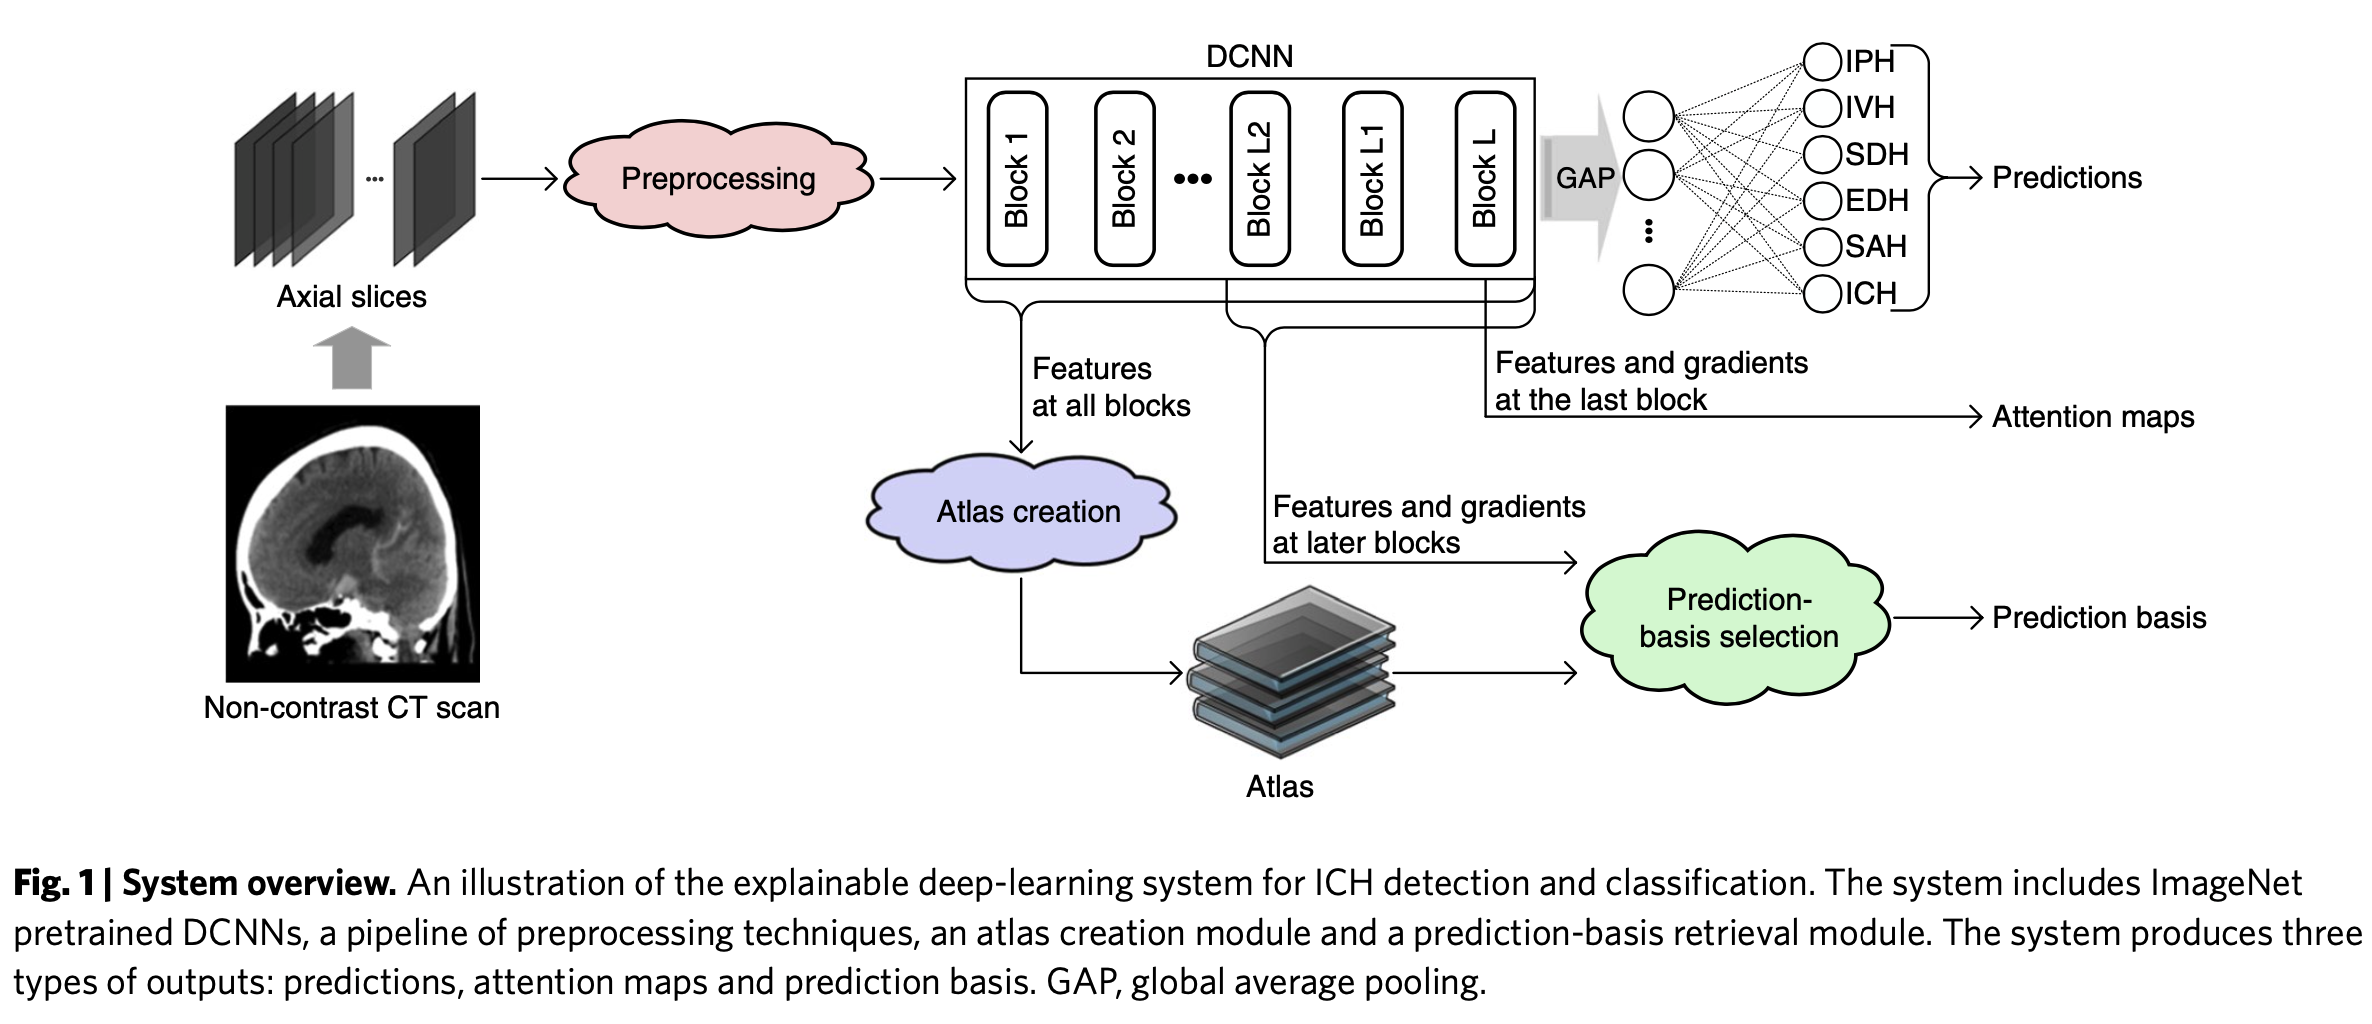 DCNN
Block 1
Block 2
Block L2
Block L1
Block L
GAP
IPH
IVH
SDH
EDH
SAH
ICH
Predictions
Preprocessing
Axial slices
Non-contrast CT scan
Features
at all blocks
Features and gradients
at the last block
Attention maps
Atlas creation
Features and gradients
at later blocks
Prediction-
basis selection
Prediction basis
Atlas
Fig. 1 | System overview. An illustration of the explainable deep-learning system for ICH detection and classification. The system includes ImageNet
pretrained DCNNs, a pipeline of preprocessing techniques, an atlas creation module and a prediction-basis retrieval module. The system produces three
types of outputs: predictions, attention maps and prediction basis. GAP, global average pooling.